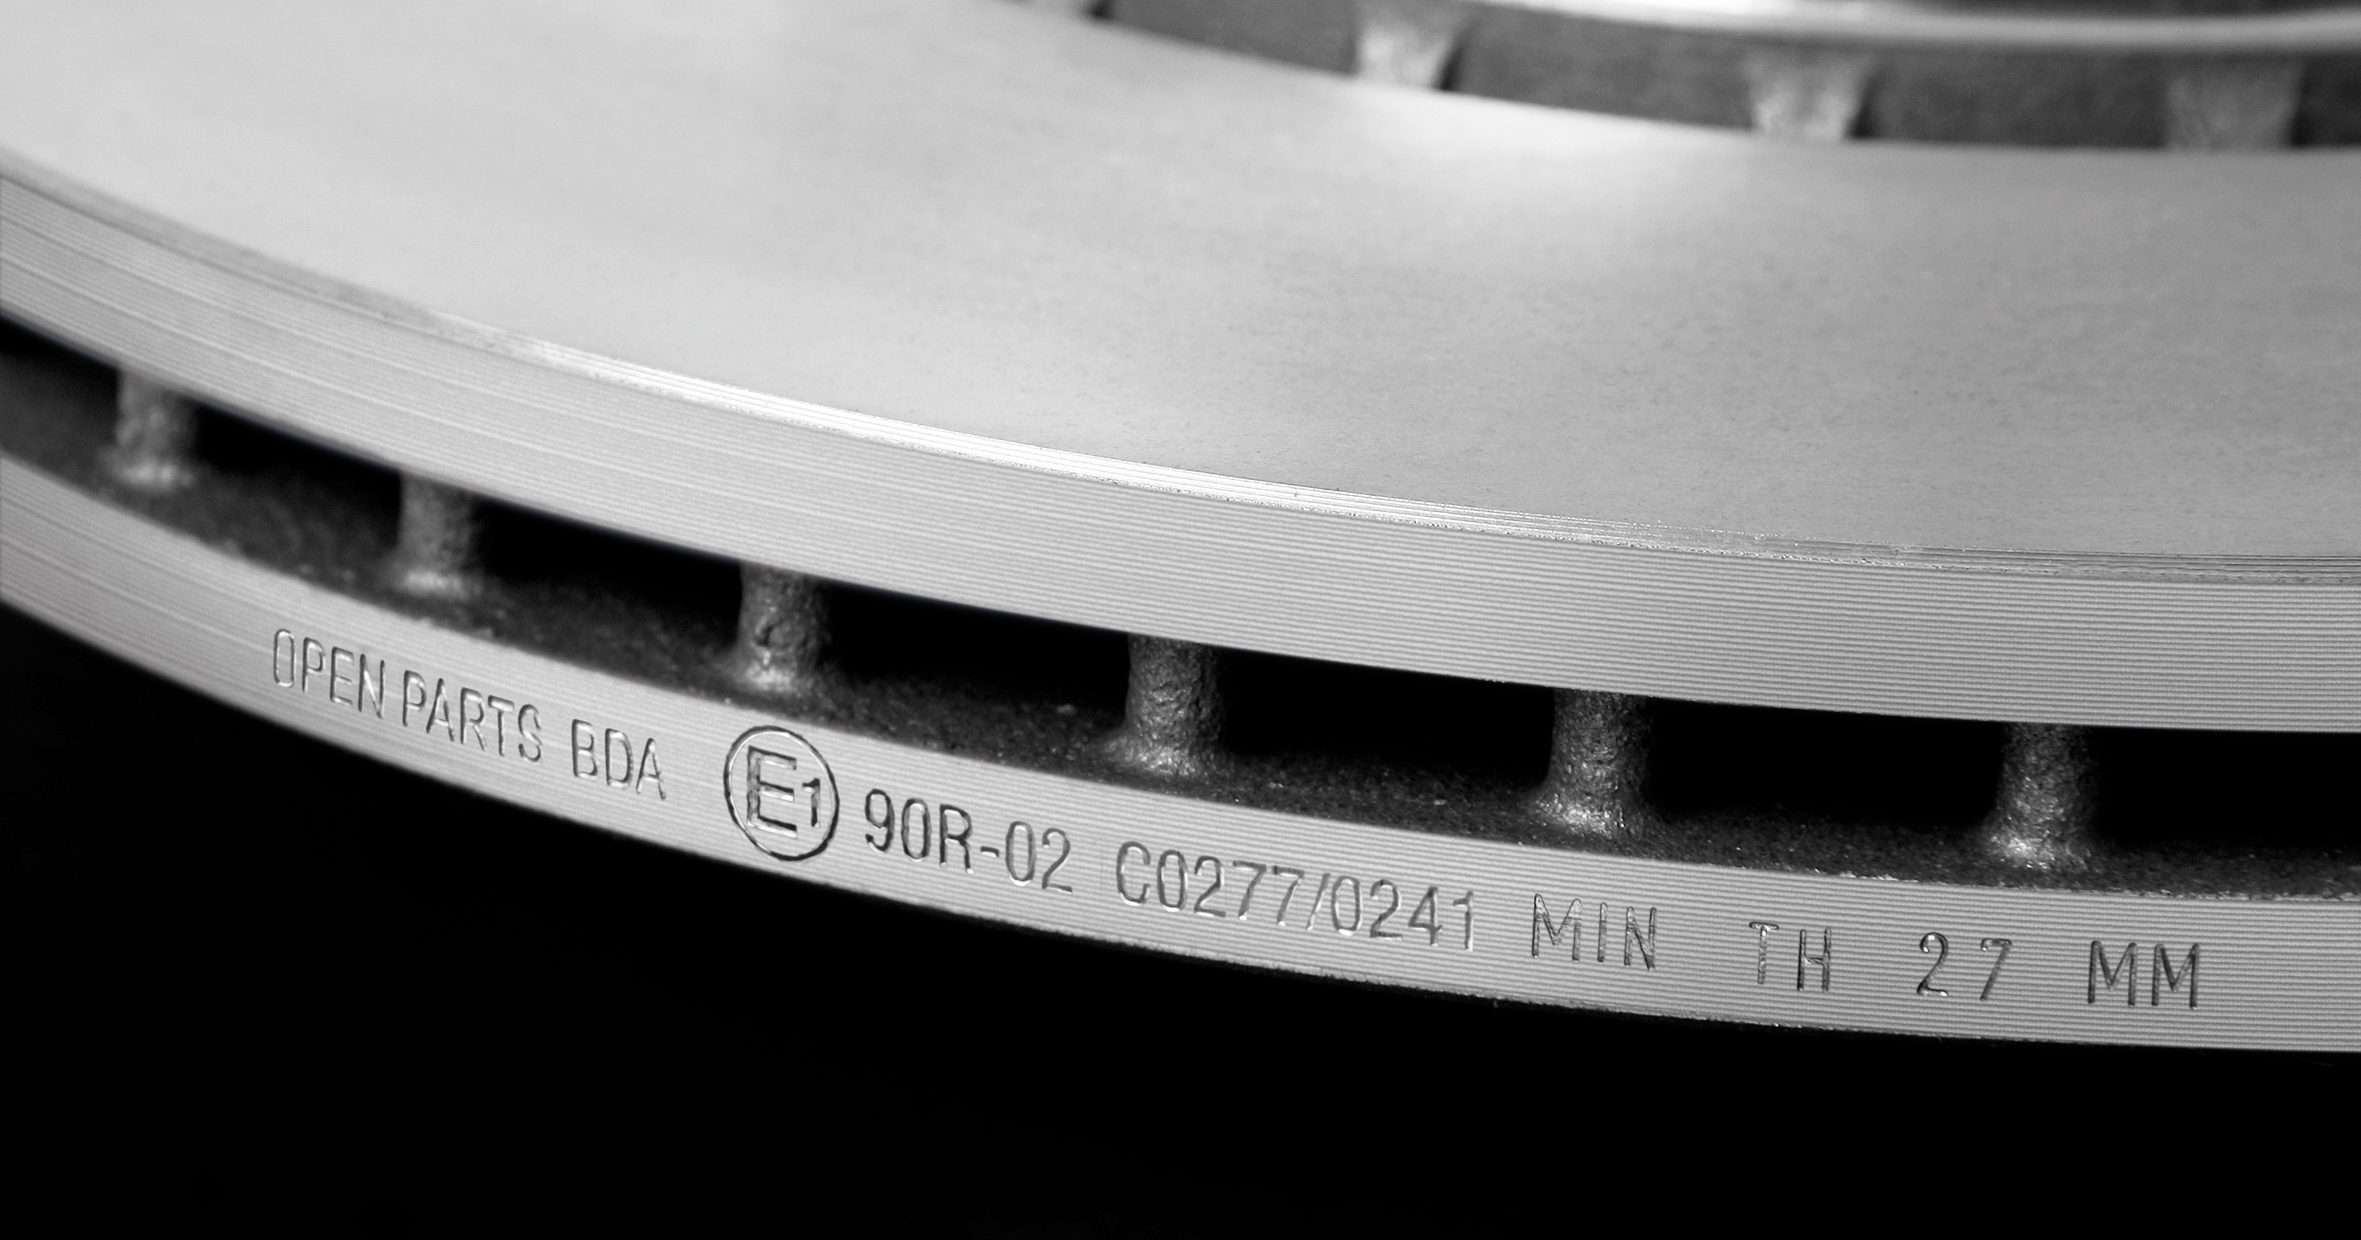 OPEN PARTS BDA E1 90R-02 C0277/0241 MIN TH 27 MM